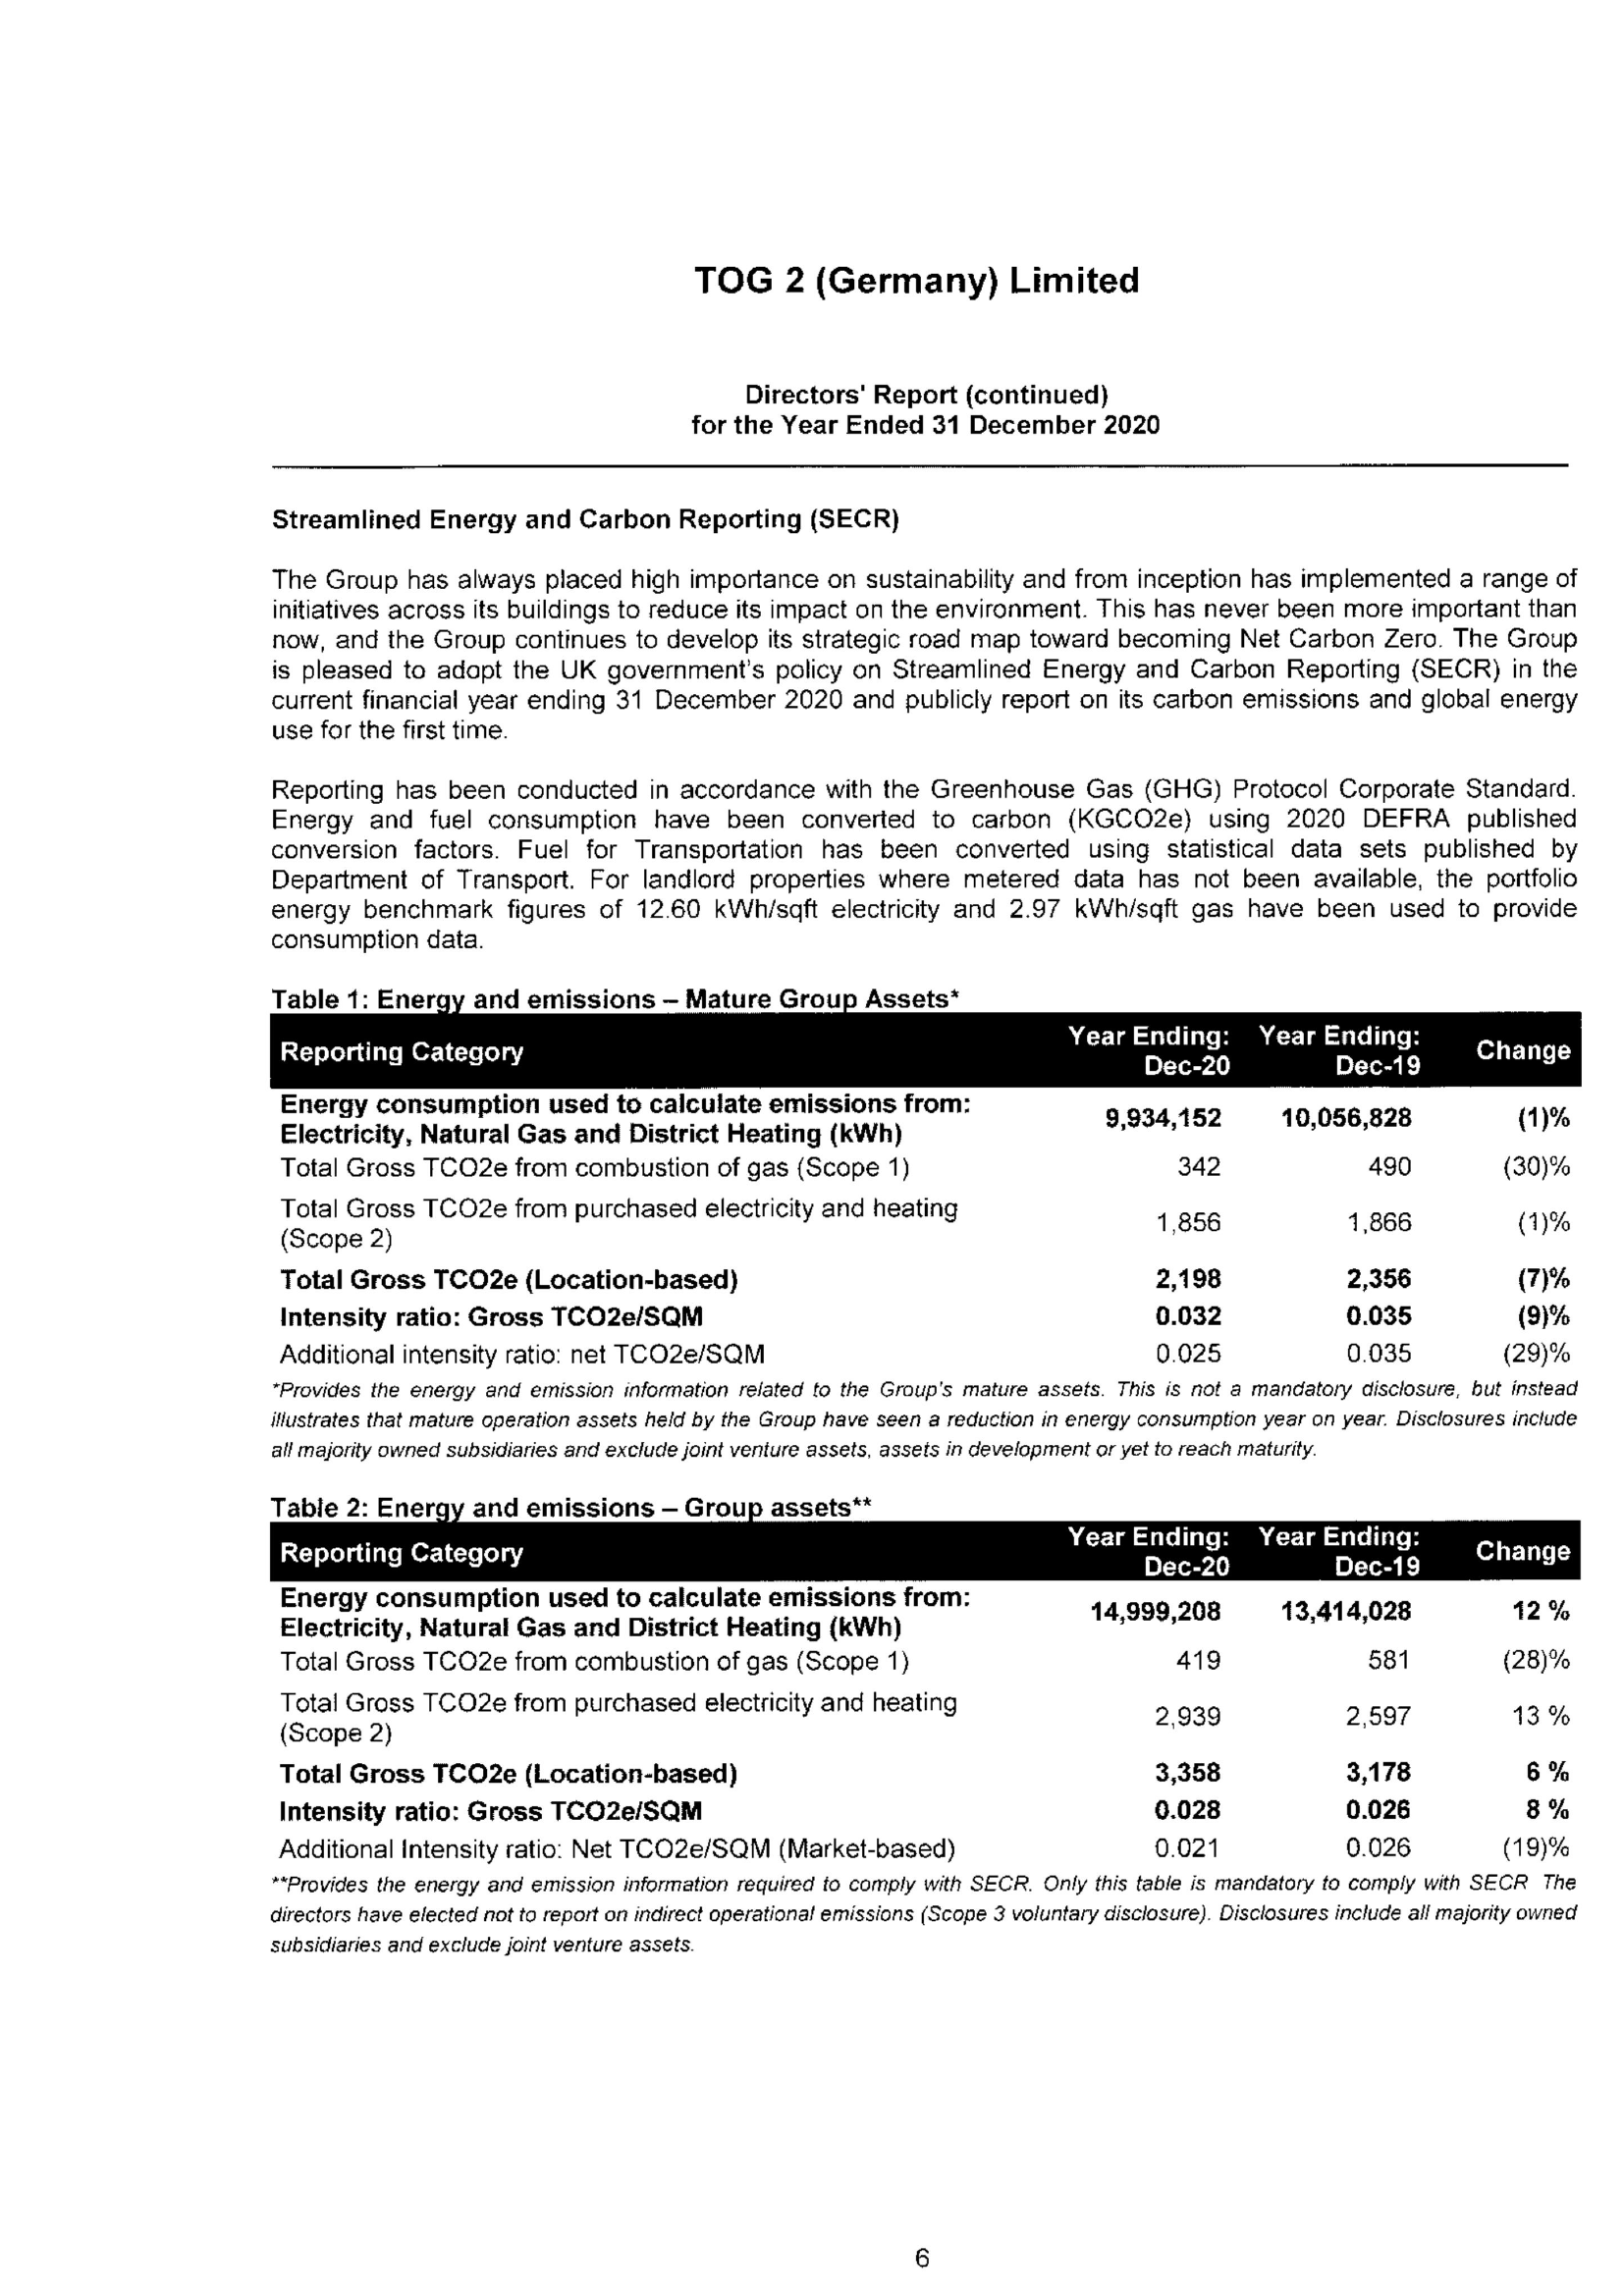 TOG 2 (Germany) Limited
Directors' Report (continued)
for the Year Ended 31 December 2020
Streamlined Energy and Carbon Reporting (SECR)
The Group has always placed high importance on sustainability and from inception has implemented a range of
initiatives across its buildings to reduce its impact on the environment. This has never been more important than
now, and the Group continues to develop its strategic road map toward becoming Net Carbon Zero. The Group
is pleased to adopt the UK government's policy on Streamlined Energy and Carbon Reporting (SECR) in the
current financial year ending 31 December 2020 and publicly report on its carbon emissions and global energy
use for the first time.
Reporting has been conducted in accordance with the Greenhouse Gas (GHG) Protocol Corporate Standard.
Energy and fuel consumption have been converted to carbon (KGCO2e) using 2020 DEFRA published
conversion factors. Fuel for Transportation has been converted using statistical data sets published by
Department of Transport. For landlord properties where metered data has not been available, the portfolio
energy benchmark figures of 12.60 kWh/sqft electricity and 2.97 kWh/sqft gas have been used to provide
consumption data.
Table 1: Energy and emissions – Mature Group Assets*
Reporting Category Year Ending: Dec-20 Year Ending: Dec-19 Change
Energy consumption used to calculate emissions from:
Electricity, Natural Gas and District Heating (kWh) 9,934,152 10,056,828 (1)%
Total Gross TCO2e from combustion of gas (Scope 1) 342 490 (30)%
Total Gross TCO2e from purchased electricity and heating
(Scope 2) 1,856 1,866 (1)%
Total Gross TCO2e (Location-based) 2,198 2,356 (7)%
Intensity ratio: Gross TCO2e/SQM 0.032 0.035 (9)%
Additional intensity ratio: net TCO2e/SQM 0.025 0.035 (29)%
*Provides the energy and emission information related to the Group's mature assets. This is not a mandatory disclosure, but instead
illustrates that mature operation assets held by the Group have seen a reduction in energy consumption year on year. Disclosures include
all majority owned subsidiaries and exclude joint venture assets, assets in development or yet to reach maturity.
Table 2: Energy and emissions – Group assets**
Reporting Category Year Ending: Dec-20 Year Ending: Dec-19 Change
Energy consumption used to calculate emissions from:
Electricity, Natural Gas and District Heating (kWh) 14,999,208 13,414,028 12 %
Total Gross TCO2e from combustion of gas (Scope 1) 419 581 (28)%
Total Gross TCO2e from purchased electricity and heating
(Scope 2) 2,939 2,597 13 %
Total Gross TCO2e (Location-based) 3,358 3,178 6 %
Intensity ratio: Gross TCO2e/SQM 0.028 0.026 8 %
Additional Intensity ratio: Net TCO2e/SQM (Market-based) 0.021 0.026 (19)%
**Provides the energy and emission information required to comply with SECR. Only this table is mandatory to comply with SECR The
directors have elected not to report on indirect operational emissions (Scope 3 voluntary disclosure). Disclosures include all majority owned
subsidiaries and exclude joint venture assets.
6